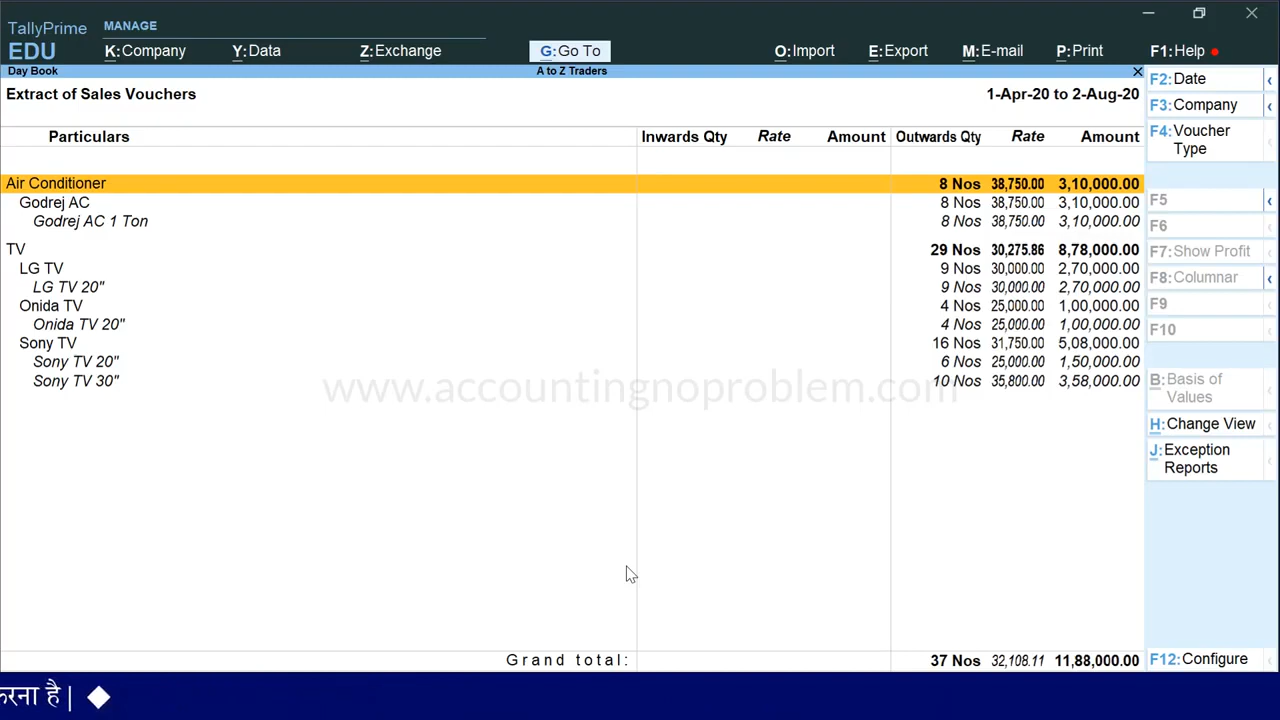 TallyPrime
EDU
MANAGE
K:Company Y:Data Z:Exchange G:Go To O:Import E:Export M:E-mail P:Print F1:Help
Day Book A to Z Traders
Extract of Sales Vouchers 1-Apr-20 to 2-Aug-20
Particulars Inwards Qty Rate Amount Outwards Qty Rate Amount
Air Conditioner 8 Nos 38,750.00 3,10,000.00
Godrej AC 8 Nos 38,750.00 3,10,000.00
Godrej AC 1 Ton 8 Nos 38,750.00 3,10,000.00
TV 29 Nos 30,275.86 8,78,000.00
LG TV 9 Nos 30,000.00 2,70,000.00
LG TV 20" 9 Nos 30,000.00 2,70,000.00
Onida TV 4 Nos 25,000.00 1,00,000.00
Onida TV 20" 4 Nos 25,000.00 1,00,000.00
Sony TV 16 Nos 31,750.00 5,08,000.00
Sony TV 20" 6 Nos 25,000.00 1,50,000.00
Sony TV 30" 10 Nos 35,800.00 3,58,000.00
www.accountingnoproblem.com
Grand total: 37 Nos 32,108.11 11,88,000.00
F2:Date
F3:Company
F4:Voucher
Type
F5
F6
F7:Show Profit
F8:Columnar
F9
F10
B:Basis of
Values
H:Change View
J:Exception
Reports
F12:Configure
है |